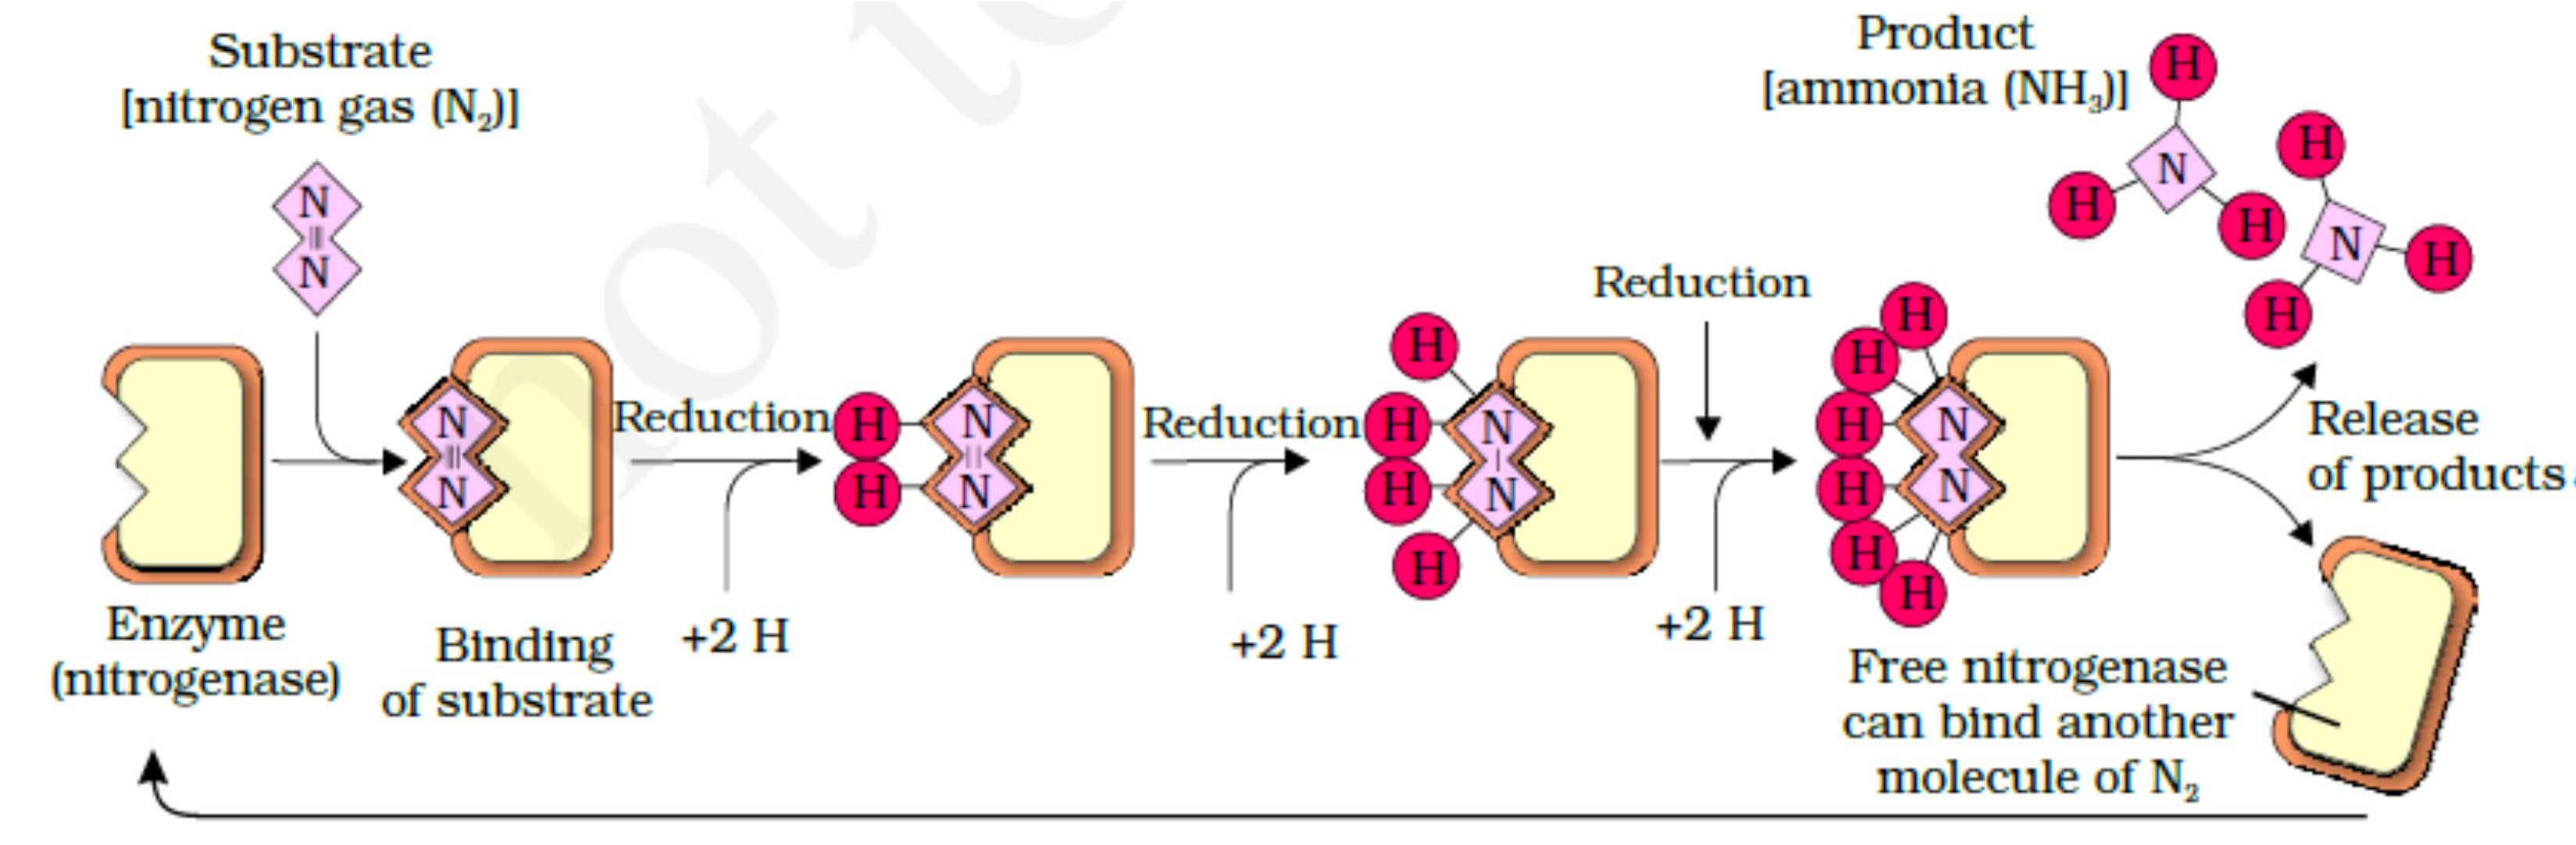 Substrate
[nitrogen gas (N₂)]
N
N
Enzyme
(nitrogenase)
N
N
Binding
of substrate
Reduction
+2 H
H
H
N
N
Reduction
+2 H
H
H
H
H
N
N
Reduction
+2 H
H
H
H
H
H
H
N
N
Product
[ammonia (NH₃)]
H
N
H
H
H
N
H
H
Release
of products
Free nitrogenase
can bind another
molecule of N₂
not